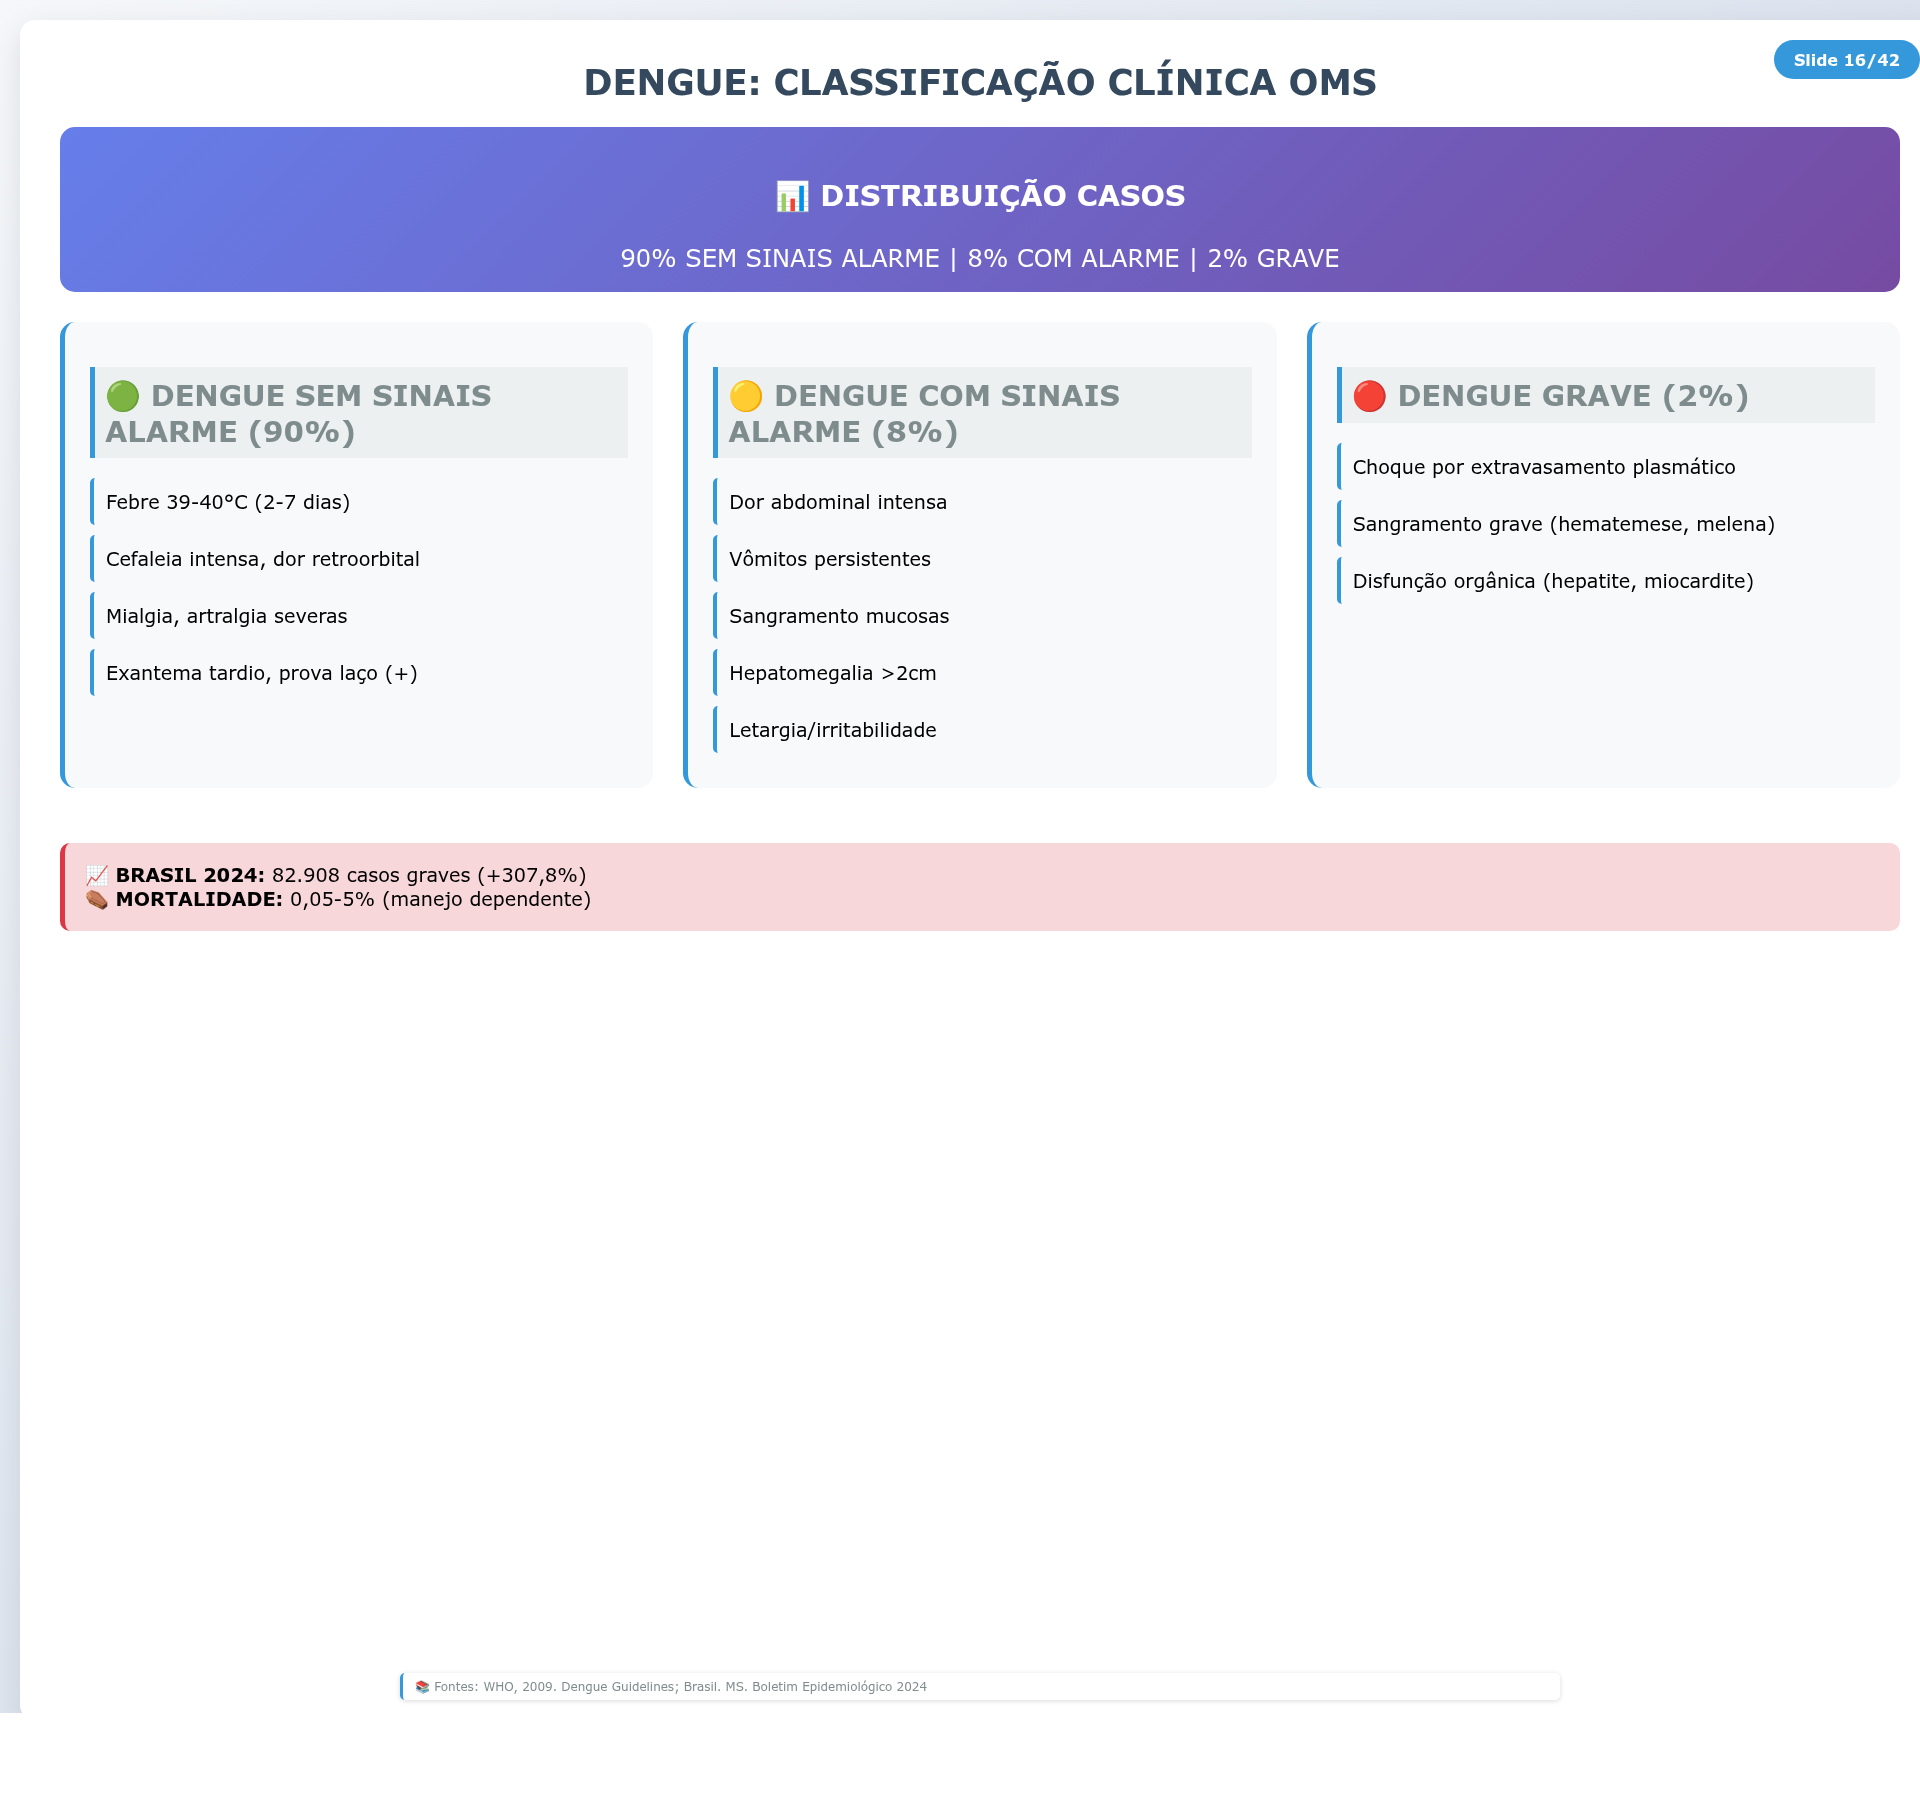 Slide 16/42
DENGUE: CLASSIFICAÇÃO CLÍNICA OMS
📊 DISTRIBUIÇÃO CASOS
90% SEM SINAIS ALARME | 8% COM ALARME | 2% GRAVE
🟢 DENGUE SEM SINAIS
ALARME (90%)
Febre 39-40°C (2-7 dias)
Cefaleia intensa, dor retroorbital
Mialgia, artralgia severas
Exantema tardio, prova laço (+)
🟡 DENGUE COM SINAIS
ALARME (8%)
Dor abdominal intensa
Vômitos persistentes
Sangramento mucosas
Hepatomegalia >2cm
Letargia/irritabilidade
🔴 DENGUE GRAVE (2%)
Choque por extravasamento plasmático
Sangramento grave (hematemese, melena)
Disfunção orgânica (hepatite, miocardite)
📈 BRASIL 2024: 82.908 casos graves (+307,8%)
⚰️ MORTALIDADE: 0,05-5% (manejo dependente)
📚 Fontes: WHO, 2009. Dengue Guidelines; Brasil. MS. Boletim Epidemiológico 2024